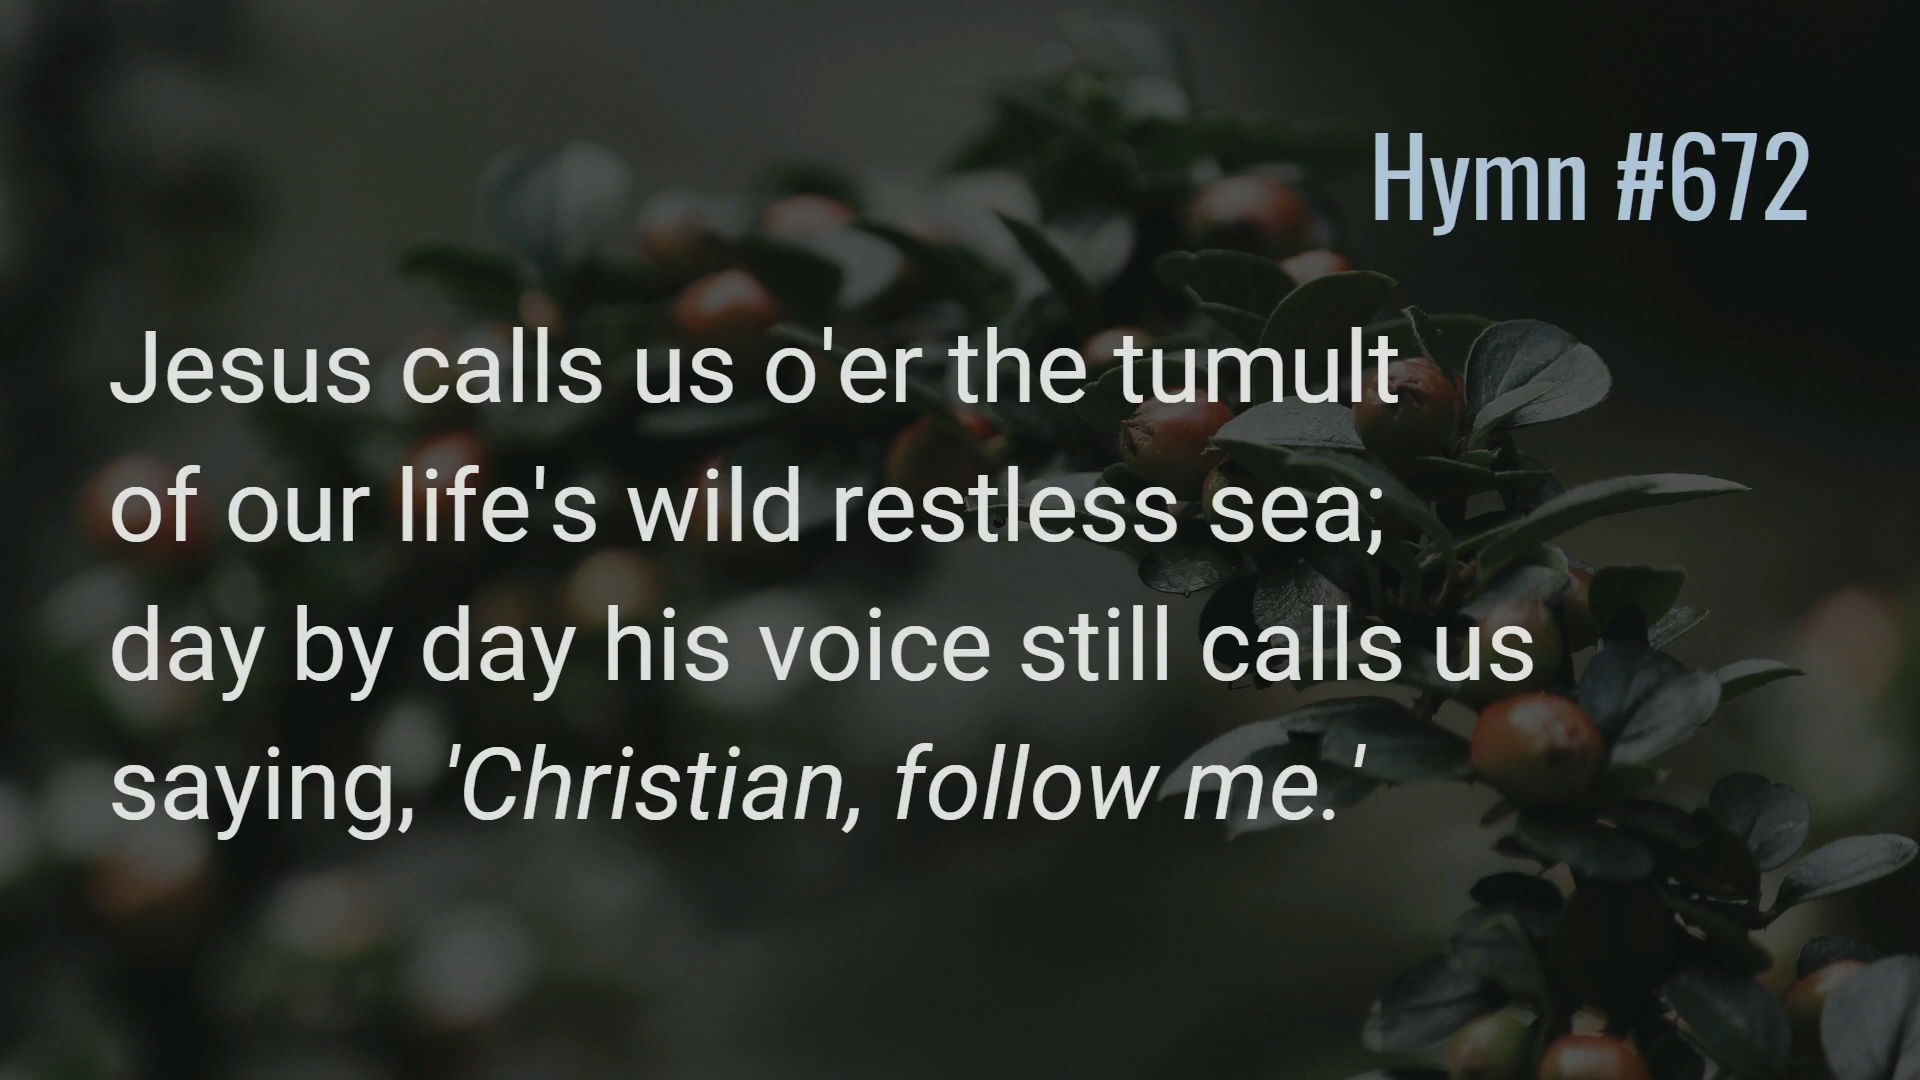 Hymn #672
Jesus calls us o'er the tumult
of our life's wild restless sea;
day by day his voice still calls us
saying, 'Christian, follow me.'